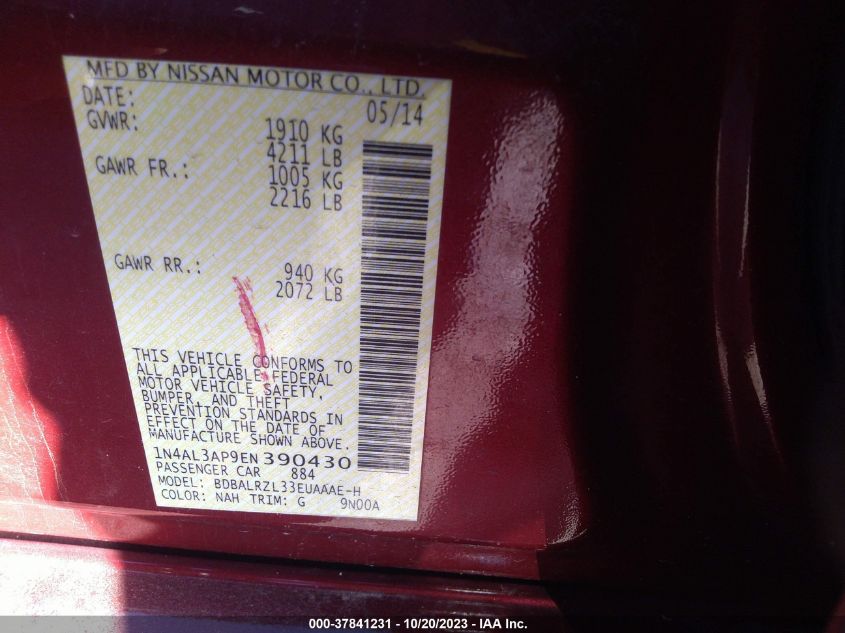 MFD BY NISSAN MOTOR CO., LTD.
DATE: 05/14
GVWR: 1910 KG
4211 LB
GAWR FR.: 1005 KG
2216 LB
GAWR RR.: 940 KG
2072 LB
THIS VEHICLE CONFORMS TO
ALL APPLICABLE FEDERAL
MOTOR VEHICLE SAFETY,
BUMPER, AND THEFT
PREVENTION STANDARDS IN
EFFECT ON THE DATE OF
MANUFACTURE SHOWN ABOVE.
1N4AL3AP9EN390430
PASSENGER CAR 884
MODEL: BDBALRZL33EUAAAE-H
COLOR: NAH TRIM: G 9N00A
000-37841231 - 10/20/2023 - IAA Inc.